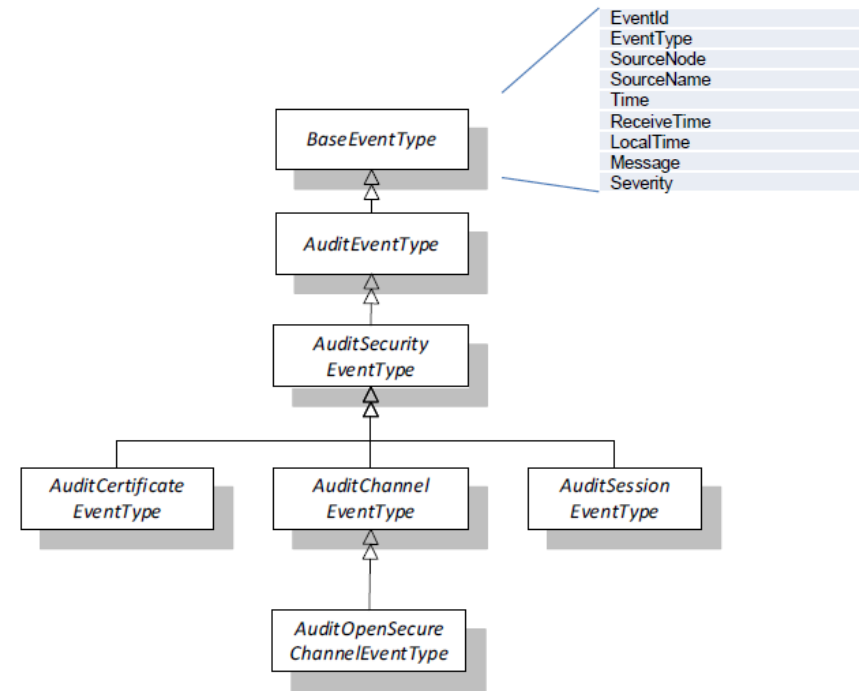 EventId
EventType
SourceNode
SourceName
Time
ReceiveTime
LocalTime
Message
Severity
BaseEventType
AuditEventType
AuditSecurity
EventType
AuditCertificate
EventType
AuditChannel
EventType
AuditSession
EventType
AuditOpenSecure
ChannelEventType